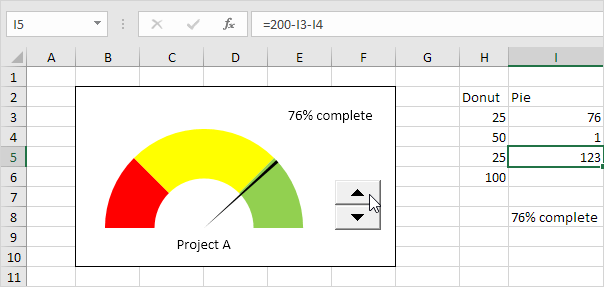 I5 =200-I3-I4
A B C D E F G H I
1
2 Donut Pie
3 76% complete 25 76
4 50 1
5 25 123
6 100
7
8 76% complete
9 Project A
10
11